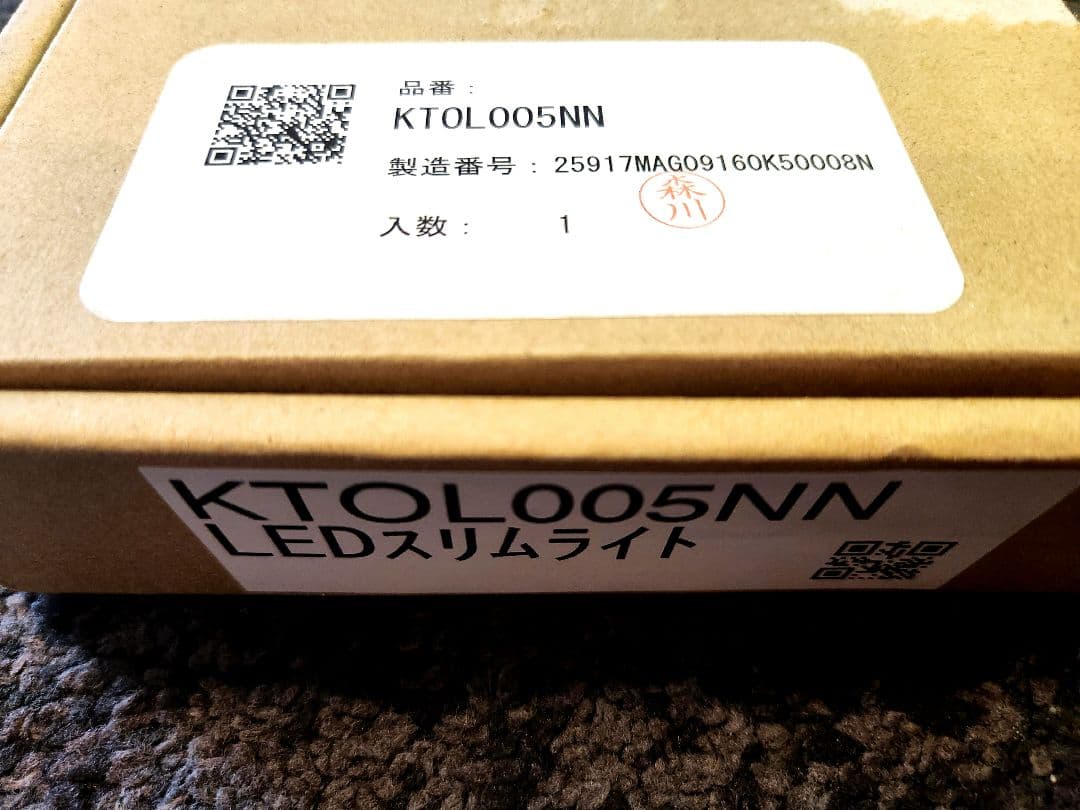 品番：
KTOL005NN
製造番号：25917MAG09160K50008N
森川
入数： 1
KTOL005NN
LEDスリムライト